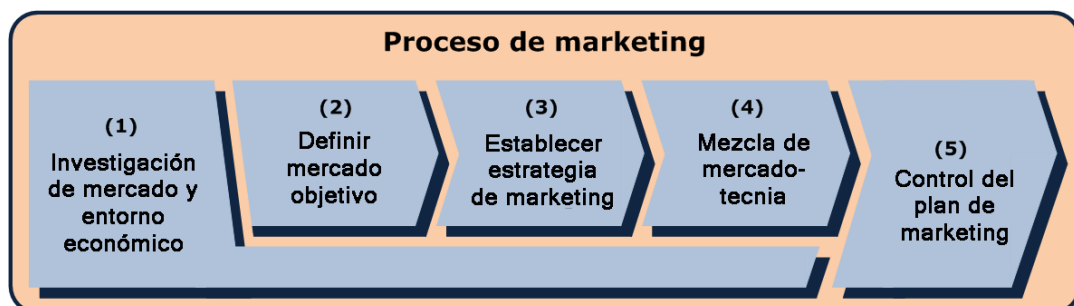 Proceso de marketing
(1)
Investigación
de mercado y
entorno
económico
(2)
Definir
mercado
objetivo
(3)
Establecer
estrategia
de marketing
(4)
Mezcla de
mercado-
tecnia
(5)
Control del
plan de
marketing